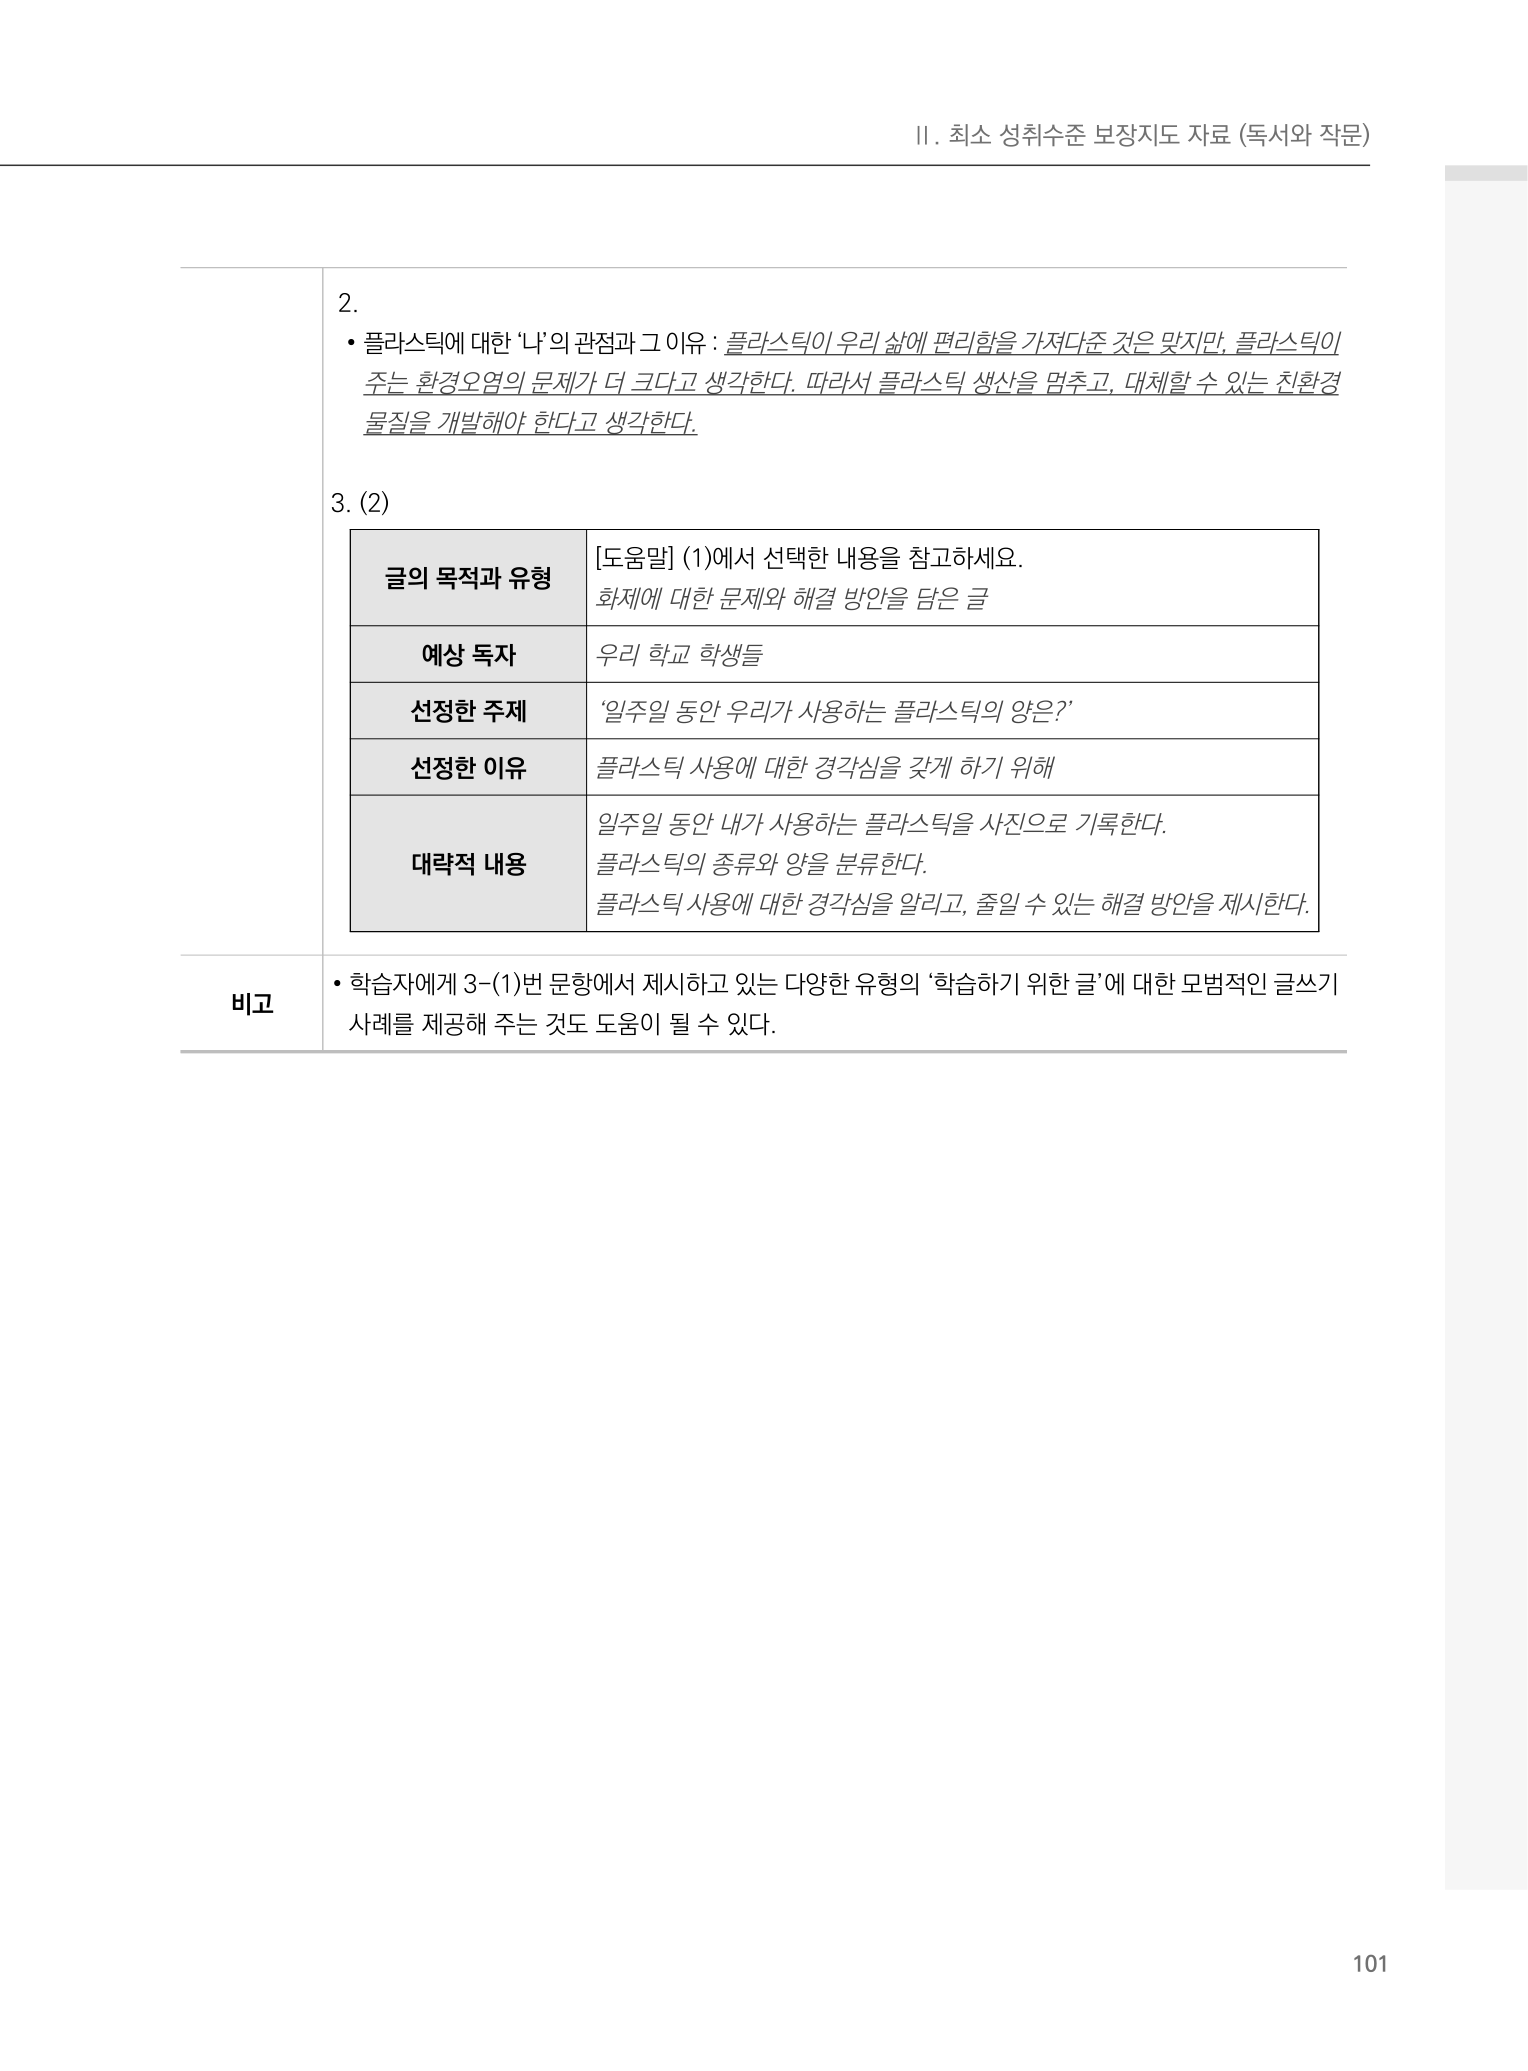 Ⅱ. 최소 성취수준 보장지도 자료 (독서와 작문)
2.
• 플라스틱에 대한 ‘나’의 관점과 그 이유 : 플라스틱이 우리 삶에 편리함을 가져다준 것은 맞지만, 플라스틱이
주는 환경오염의 문제가 더 크다고 생각한다. 따라서 플라스틱 생산을 멈추고, 대체할 수 있는 친환경
물질을 개발해야 한다고 생각한다.
3. (2)
글의 목적과 유형
[도움말] (1)에서 선택한 내용을 참고하세요.
화제에 대한 문제와 해결 방안을 담은 글
예상 독자
우리 학교 학생들
선정한 주제
‘일주일 동안 우리가 사용하는 플라스틱의 양은?’
선정한 이유
플라스틱 사용에 대한 경각심을 갖게 하기 위해
대략적 내용
일주일 동안 내가 사용하는 플라스틱을 사진으로 기록한다.
플라스틱의 종류와 양을 분류한다.
플라스틱 사용에 대한 경각심을 알리고, 줄일 수 있는 해결 방안을 제시한다.
비고
• 학습자에게 3-(1)번 문항에서 제시하고 있는 다양한 유형의 ‘학습하기 위한 글’에 대한 모범적인 글쓰기
사례를 제공해 주는 것도 도움이 될 수 있다.
101